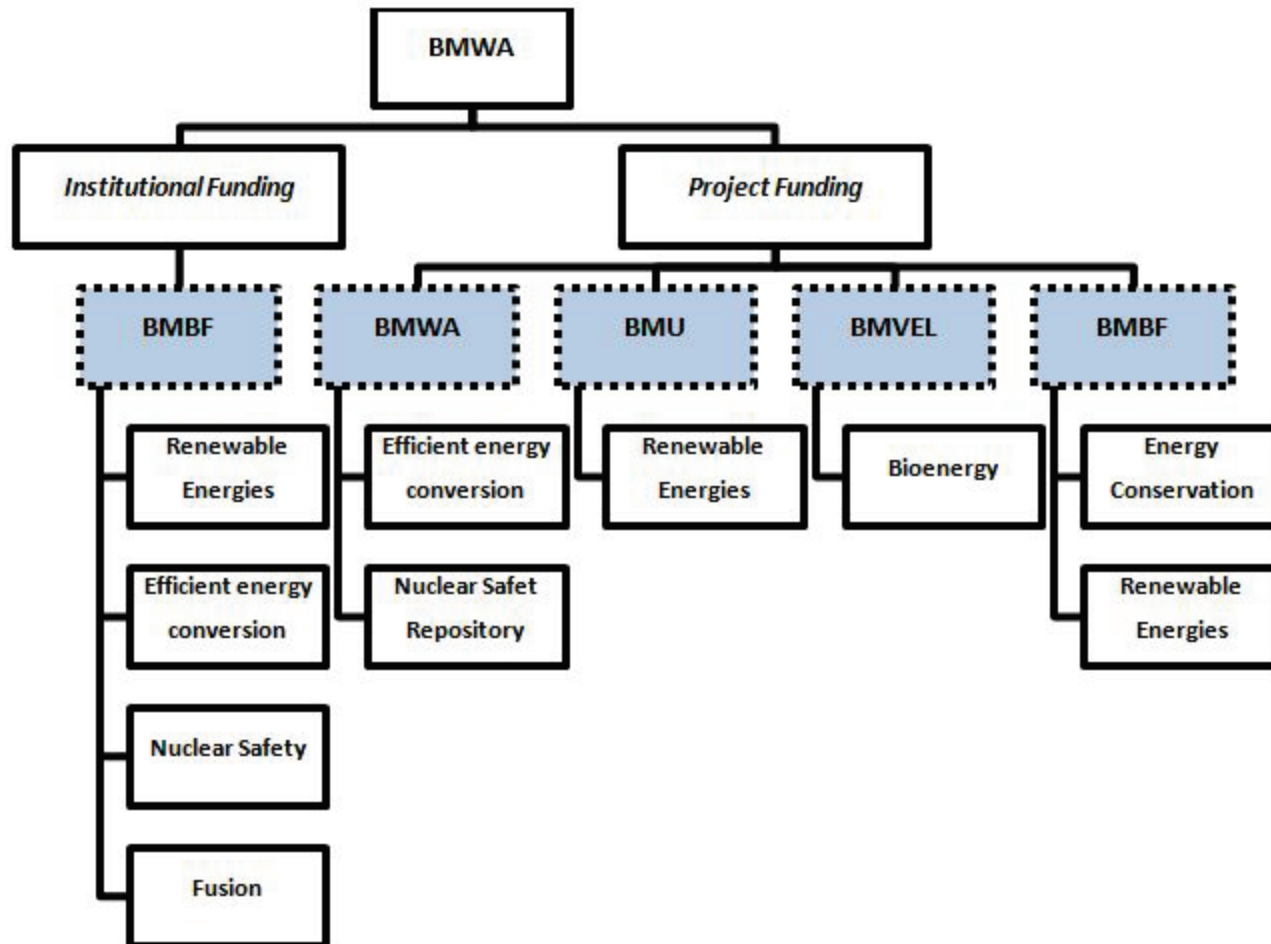 BMWA
Institutional Funding
Project Funding
BMBF
BMWA
BMU
BMVEL
BMBF
Renewable
Energies
Efficient energy
conversion
Nuclear Safety
Fusion
Efficient energy
conversion
Nuclear Safet
Repository
Renewable
Energies
Bioenergy
Energy
Conservation
Renewable
Energies